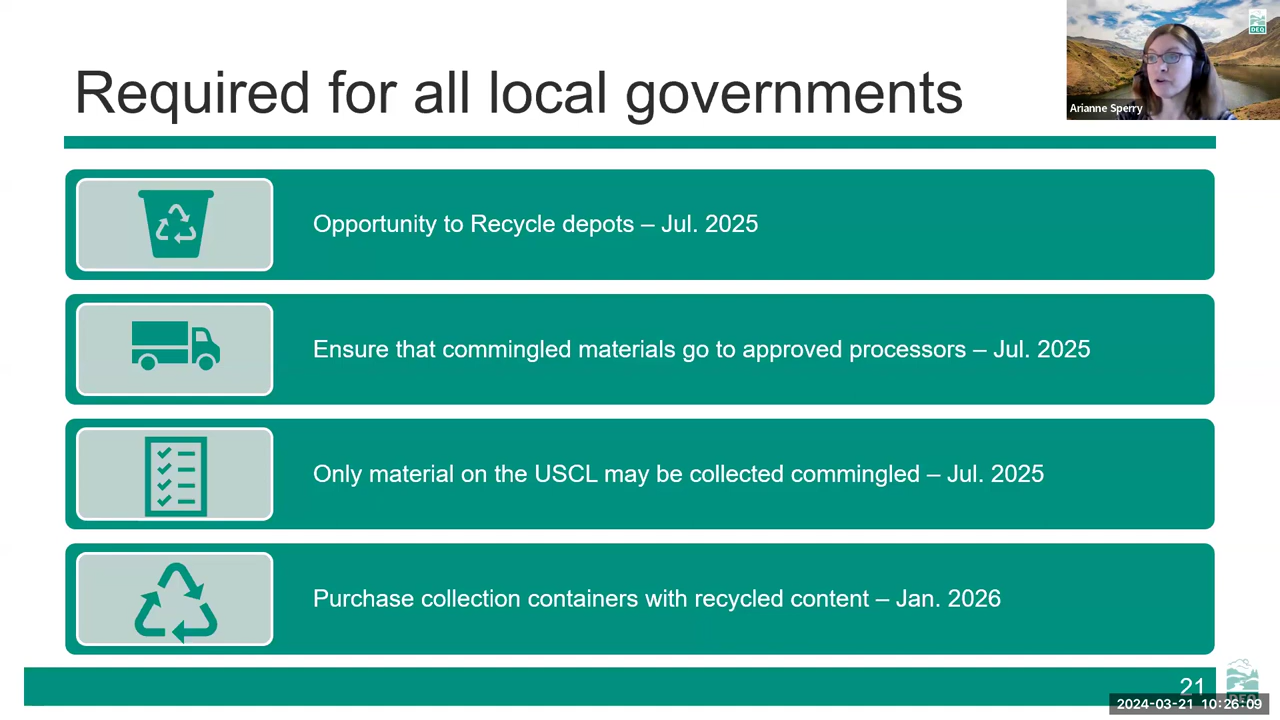 Required for all local governments
DEQ
Arianne Sperry
Opportunity to Recycle depots – Jul. 2025
Ensure that commingled materials go to approved processors – Jul. 2025
Only material on the USCL may be collected commingled – Jul. 2025
Purchase collection containers with recycled content – Jan. 2026
21
DEQ
2024-03-21 10:26:09